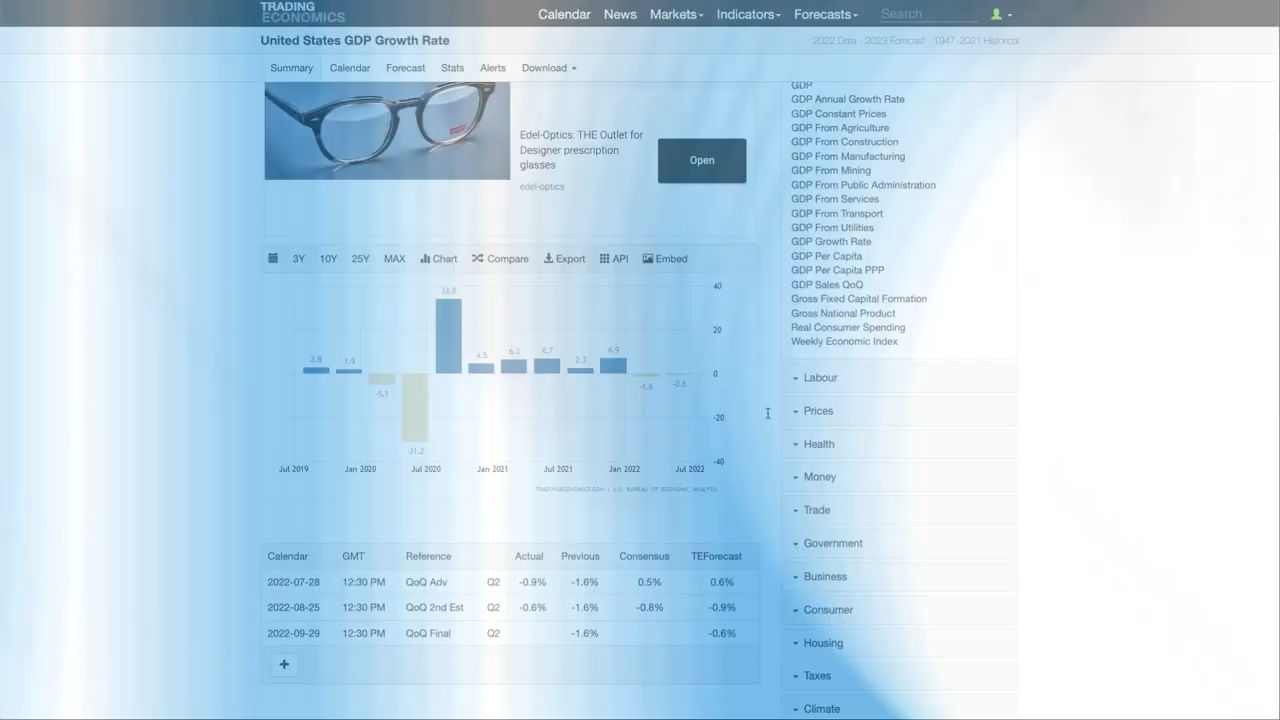 TRADING
ECONOMICS
Calendar News Markets Indicators Forecasts Search
United States GDP Growth Rate
2022 Data - 2023 Forecast - 1947-2021 Historical
Summary Calendar Forecast Stats Alerts Download
Edel-Optics: THE Outlet for
Designer prescription
glasses
edel-optics
Open
3Y 10Y 25Y MAX Chart Compare Export API Embed
33.8
2.8
1.9
-5.1
31.2
4.5
6.3
6.7
2.3
6.9
-1.6
-0.6
40
20
0
-20
-40
Jul 2019 Jan 2020 Jul 2020 Jan 2021 Jul 2021 Jan 2022 Jul 2022
TRADINGECONOMICS.COM | U.S. BUREAU OF ECONOMIC ANALYSIS
Calendar GMT Reference Actual Previous Consensus TEForecast
2022-07-28 12:30 PM QoQ Adv Q2 -0.9% -1.6% 0.5% 0.6%
2022-08-25 12:30 PM QoQ 2nd Est Q2 -0.6% -1.6% -0.8% -0.9%
2022-09-29 12:30 PM QoQ Final Q2 -1.6% -0.6%
GDP
GDP Annual Growth Rate
GDP Constant Prices
GDP From Agriculture
GDP From Construction
GDP From Manufacturing
GDP From Mining
GDP From Public Administration
GDP From Services
GDP From Transport
GDP From Utilities
GDP Growth Rate
GDP Per Capita
GDP Per Capita PPP
GDP Sales QoQ
Gross Fixed Capital Formation
Gross National Product
Real Consumer Spending
Weekly Economic Index
Labour
Prices
Health
Money
Trade
Government
Business
Consumer
Housing
Taxes
Climate